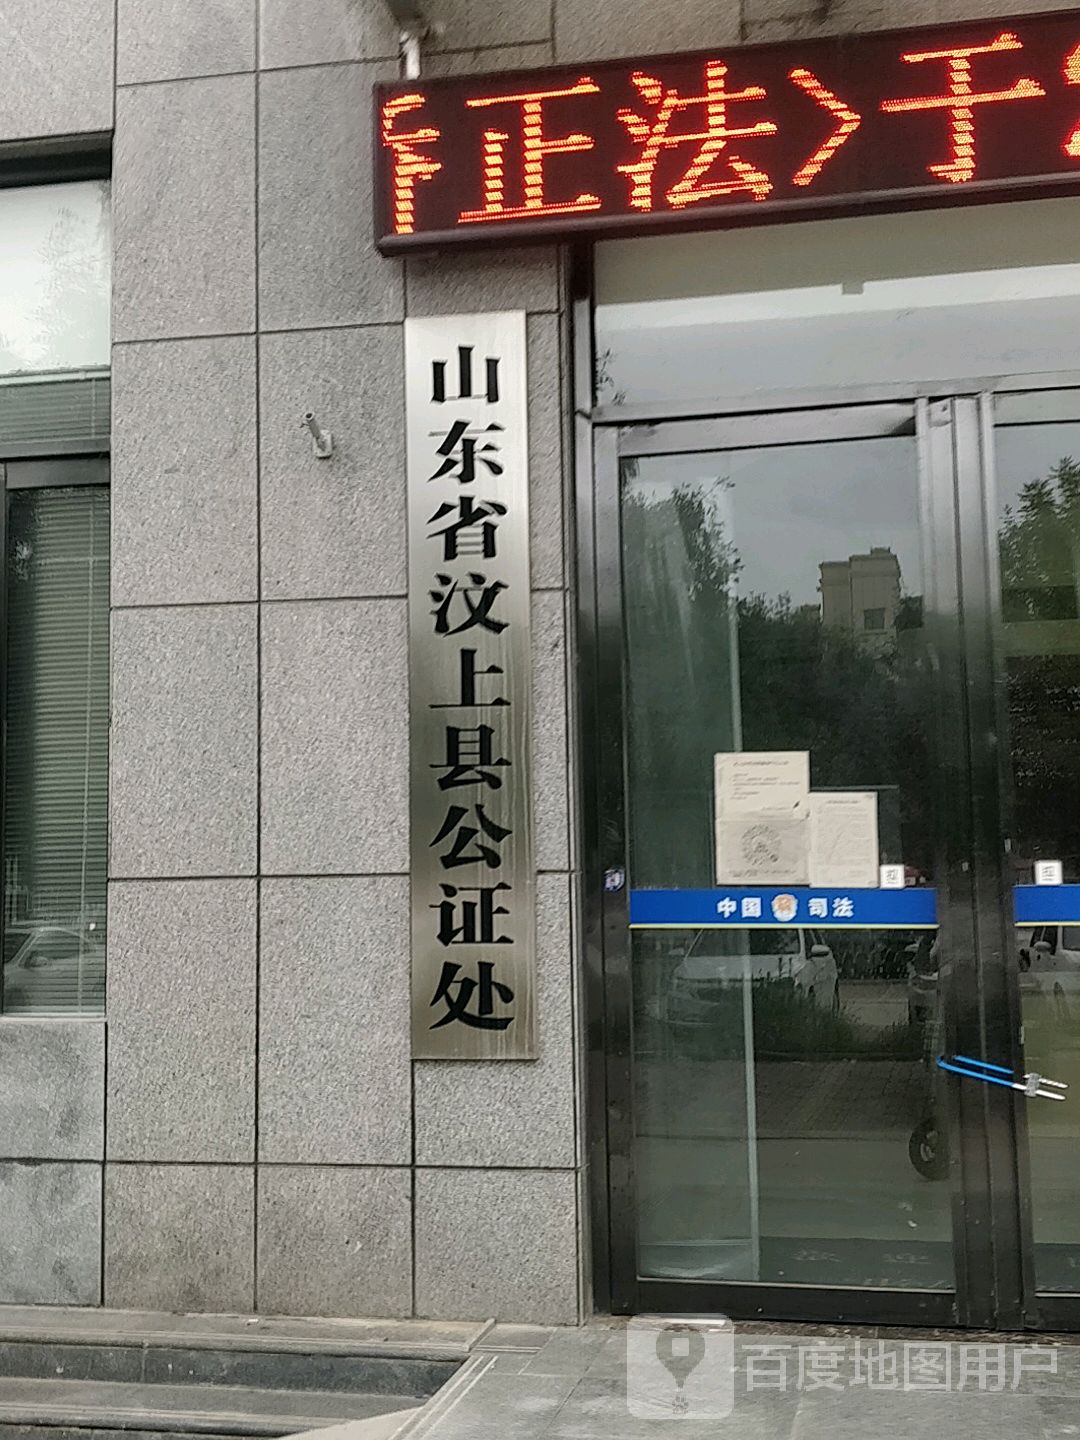 正法>于
山东省汶上县公证处
中国 司法
百度地图用户